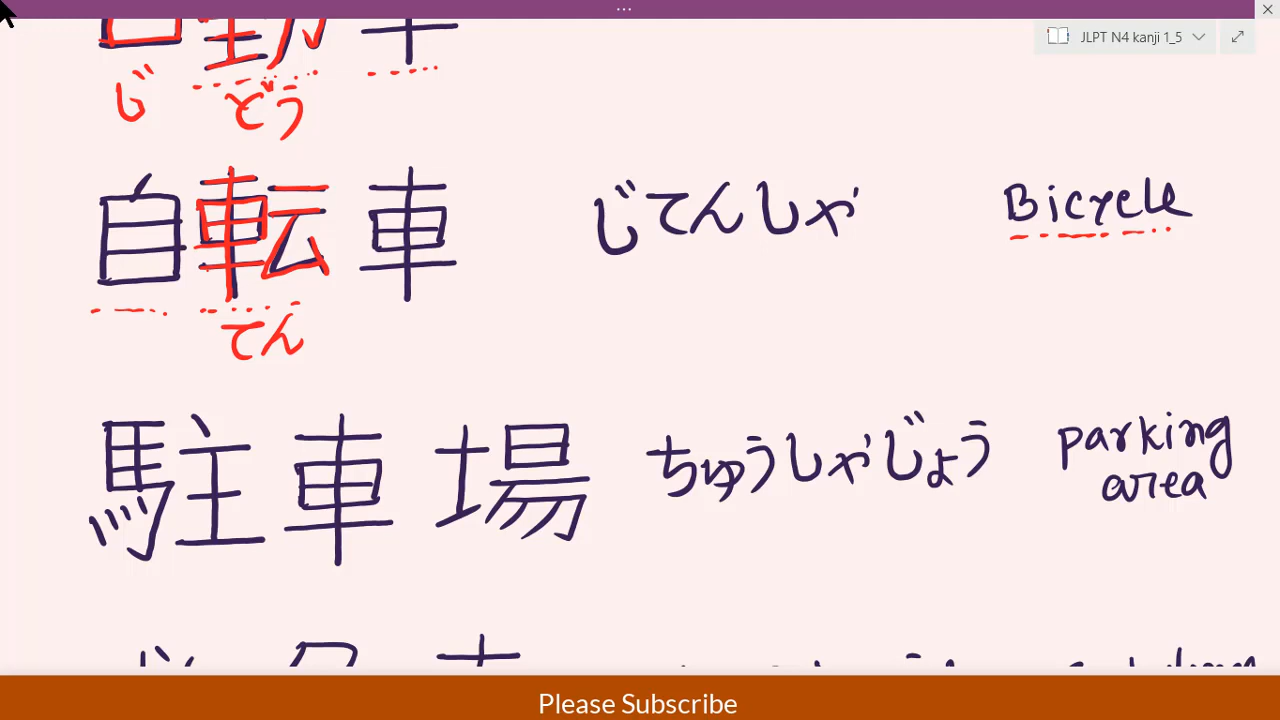 JLPT N4 kanji 1_5
じ どう
自転車 じてんしゃ Bicycle
てん
駐車場 ちゅうしゃじょう parking
area
Please Subscribe